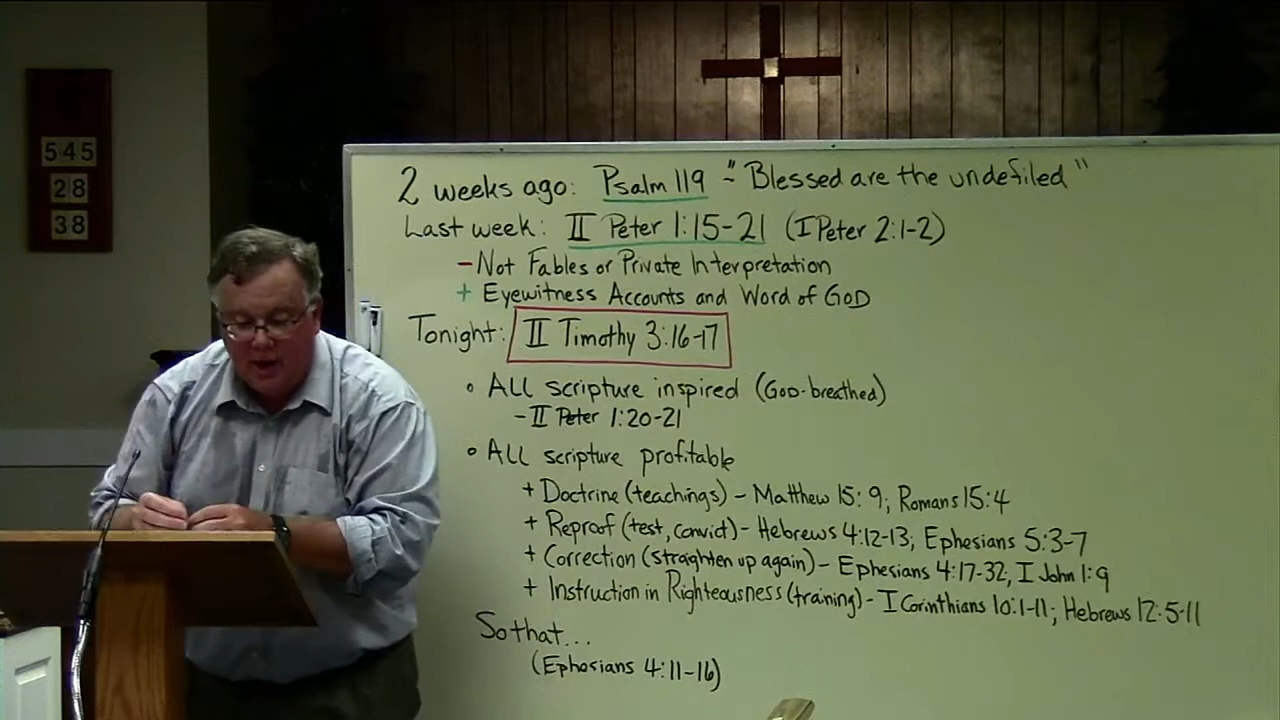 545
28
38
2 weeks ago: Psalm 119 ~ "Blessed are the undefiled"
Last week: II Peter 1:15-21 (I Peter 2:1-2)
- Not Fables or Private Interpretation
+ Eyewitness Accounts and Word of GOD
Tonight: II Timothy 3:16-17
• ALL scripture inspired (GOD-breathed)
- II Peter 1:20-21
• ALL scripture profitable
+ Doctrine (teachings) - Matthew 15:9; Romans 15:4
+ Reproof (test, convict) - Hebrews 4:12-13; Ephesians 5:3-7
+ Correction (straighten up again) - Ephesians 4:17-32, I John 1:9
+ Instruction in Righteousness (training) - I Corinthians 10:1-11; Hebrews 12:5-11
So that...
(Ephesians 4:11-16)